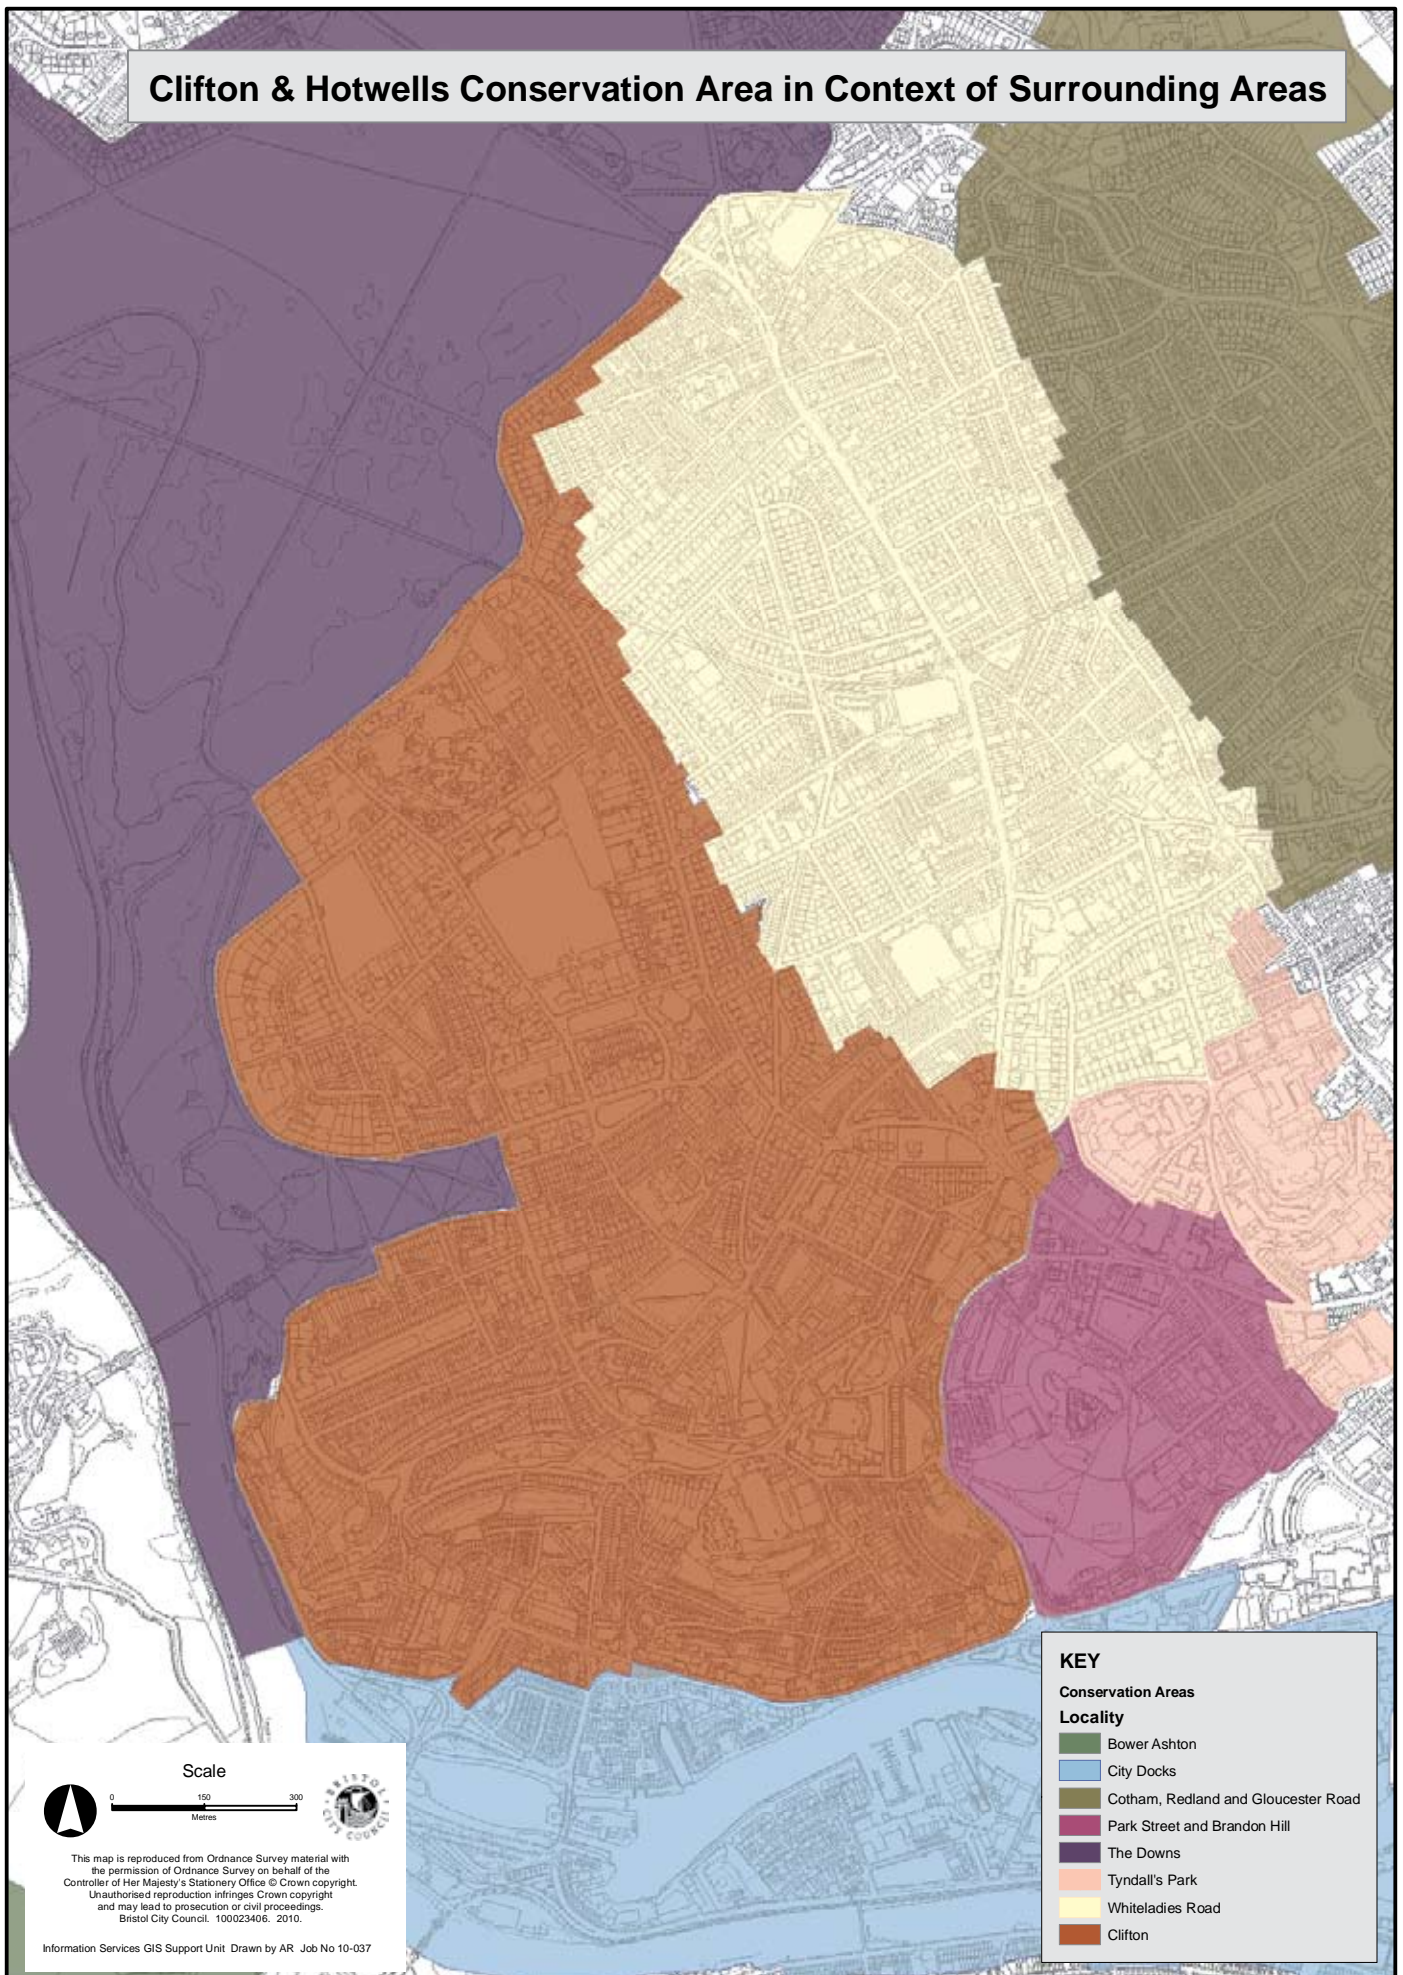 Clifton & Hotwells Conservation Area in Context of Surrounding Areas
KEY
Conservation Areas
Locality
Bower Ashton
City Docks
Cotham, Redland and Gloucester Road
Park Street and Brandon Hill
The Downs
Tyndall's Park
Whiteladies Road
Clifton
Scale
0 150 300
Metres
BRISTOL
CITY COUNCIL
This map is reproduced from Ordnance Survey material with
the permission of Ordnance Survey on behalf of the
Controller of Her Majesty's Stationery Office © Crown copyright.
Unauthorised reproduction infringes Crown copyright
and may lead to prosecution or civil proceedings.
Bristol City Council. 100023406. 2010.
Information Services GIS Support Unit Drawn by AR Job No 10-037